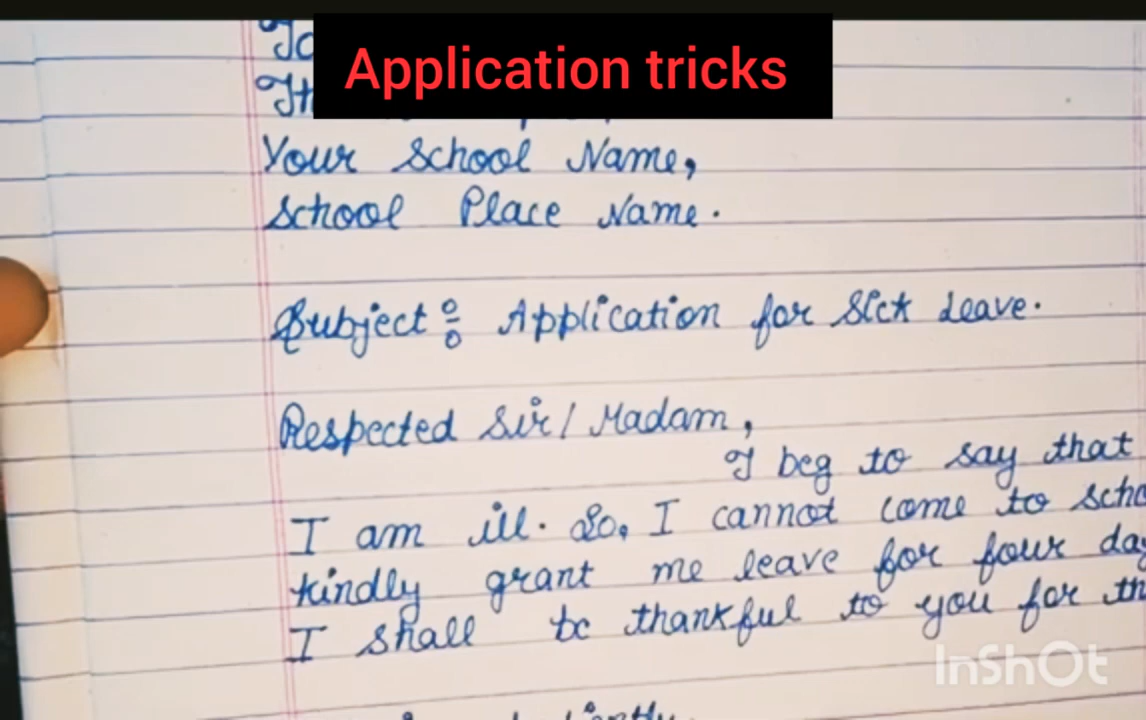 Application tricks
Your School Name,
School Place Name.
Subject: Application for Sick Leave.
Respected Sir/Madam,
I beg to say that
I am ill. So, I cannot come to
kindly grant me leave for four
I shall be thankful to you for
InShOt